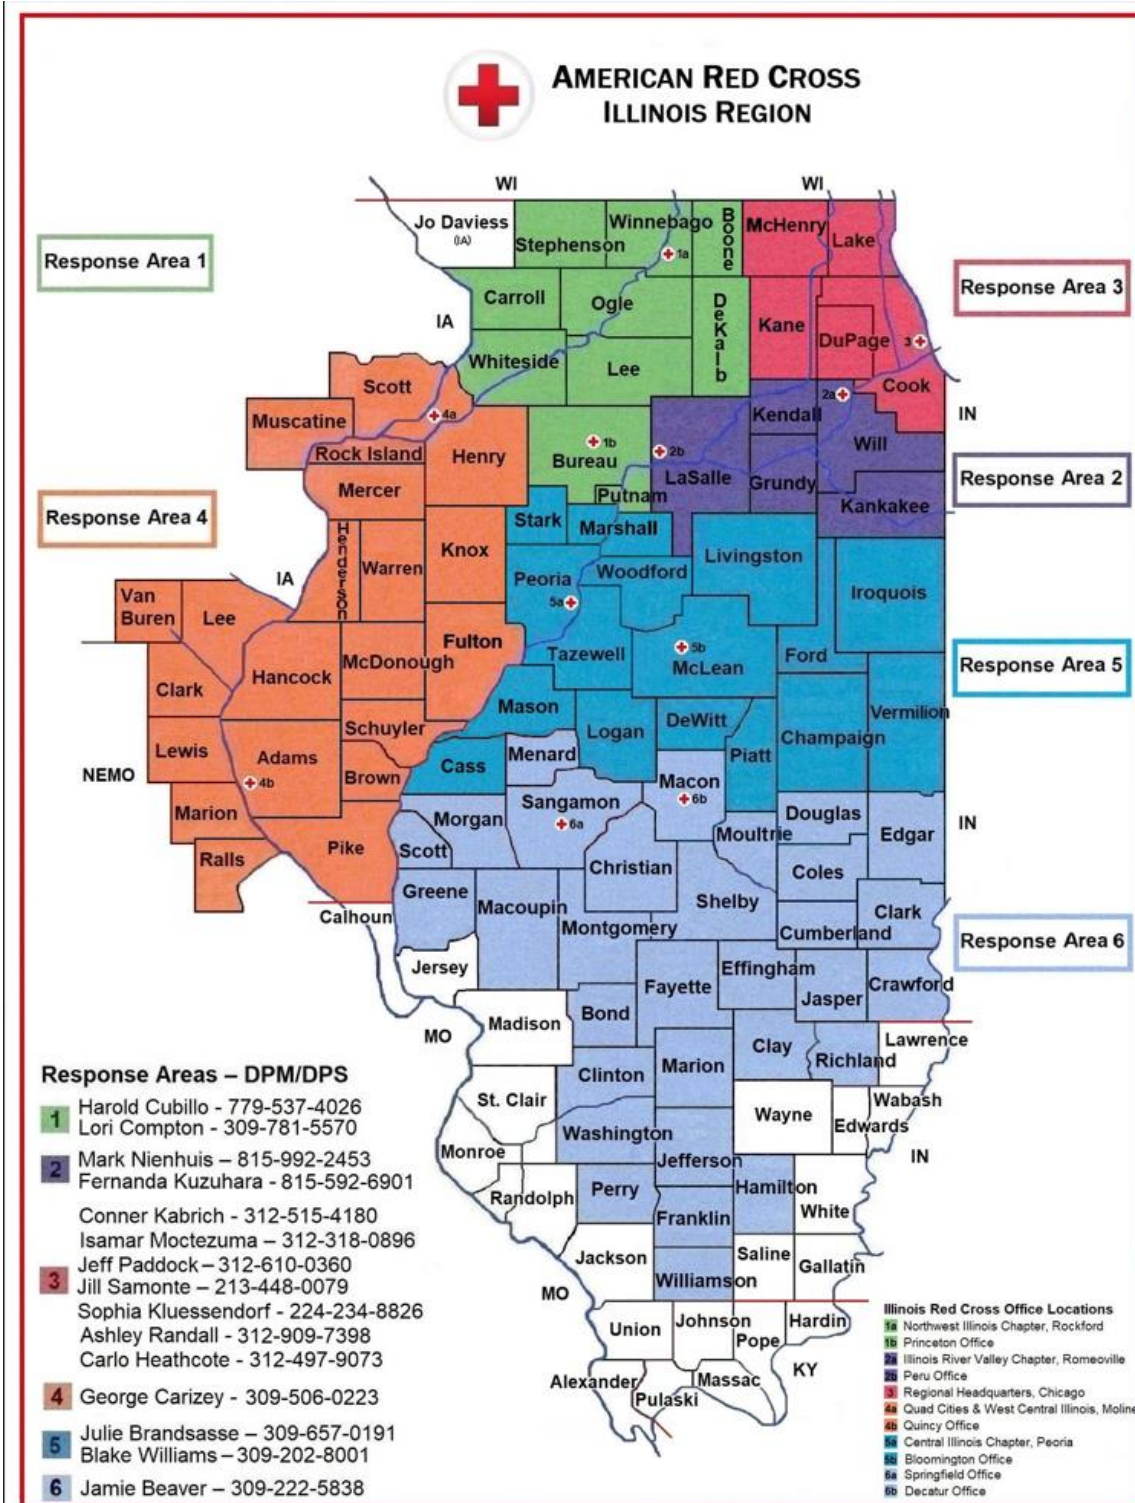 AMERICAN RED CROSS
ILLINOIS REGION
WI
WI
Jo Daviess
(IA)
Stephenson
Winnebago
Boone
McHenry
Lake
1a
Response Area 1
Response Area 3
Carroll
Ogle
DeKalb
Kane
DuPage
3
IA
Whiteside
Lee
Cook
IN
Scott
4a
Muscatine
Rock Island
Henry
1b
Bureau
2b
LaSalle
Kendall
2a
Will
Grundy
Kankakee
Response Area 2
Response Area 4
Mercer
Putnam
Stark
Marshall
Henderson
Warren
Knox
Peoria
5a
Woodford
Livingston
Iroquois
IA
Van
Buren
Lee
Hancock
McDonough
Fulton
Tazewell
5b
McLean
Ford
Response Area 5
Clark
Schuyler
Mason
Logan
DeWitt
Piatt
Champaign
Vermilion
Lewis
NEMO
Adams
4b
Brown
Cass
Menard
Macon
6b
Marion
Ralls
Pike
Morgan
Scott
Sangamon
6a
Christian
Moultrie
Douglas
Edgar
IN
Coles
Greene
Macoupin
Montgomery
Shelby
Cumberland
Clark
Response Area 6
Calhoun
Jersey
Fayette
Effingham
Jasper
Crawford
MO
Madison
Bond
Clay
Richland
Lawrence
Clinton
Marion
St. Clair
Wayne
Edwards
Wabash
IN
Monroe
Washington
Jefferson
Randolph
Perry
Hamilton
White
Franklin
Jackson
Williamson
Saline
Gallatin
MO
Union
Johnson
Pope
Hardin
KY
Alexander
Pulaski
Massac
Response Areas – DPM/DPS
1
Harold Cubillo - 779-537-4026
Lori Compton - 309-781-5570
2
Mark Nienhuis – 815-992-2453
Fernanda Kuzuhara - 815-592-6901
Conner Kabrich - 312-515-4180
Isamar Moctezuma – 312-318-0896
3
Jeff Paddock – 312-610-0360
Jill Samonte – 213-448-0079
Sophia Kluessendorf - 224-234-8826
Ashley Randall - 312-909-7398
Carlo Heathcote - 312-497-9073
4 George Carizey - 309-506-0223
5
Julie Brandsasse – 309-657-0191
Blake Williams – 309-202-8001
6 Jamie Beaver – 309-222-5838
Illinois Red Cross Office Locations
1a Northwest Illinois Chapter, Rockford
1b Princeton Office
2a Illinois River Valley Chapter, Romeoville
2b Peru Office
3 Regional Headquarters, Chicago
4a Quad Cities & West Central Illinois, Moline
4b Quincy Office
5a Central Illinois Chapter, Peoria
5b Bloomington Office
6a Springfield Office
6b Decatur Office